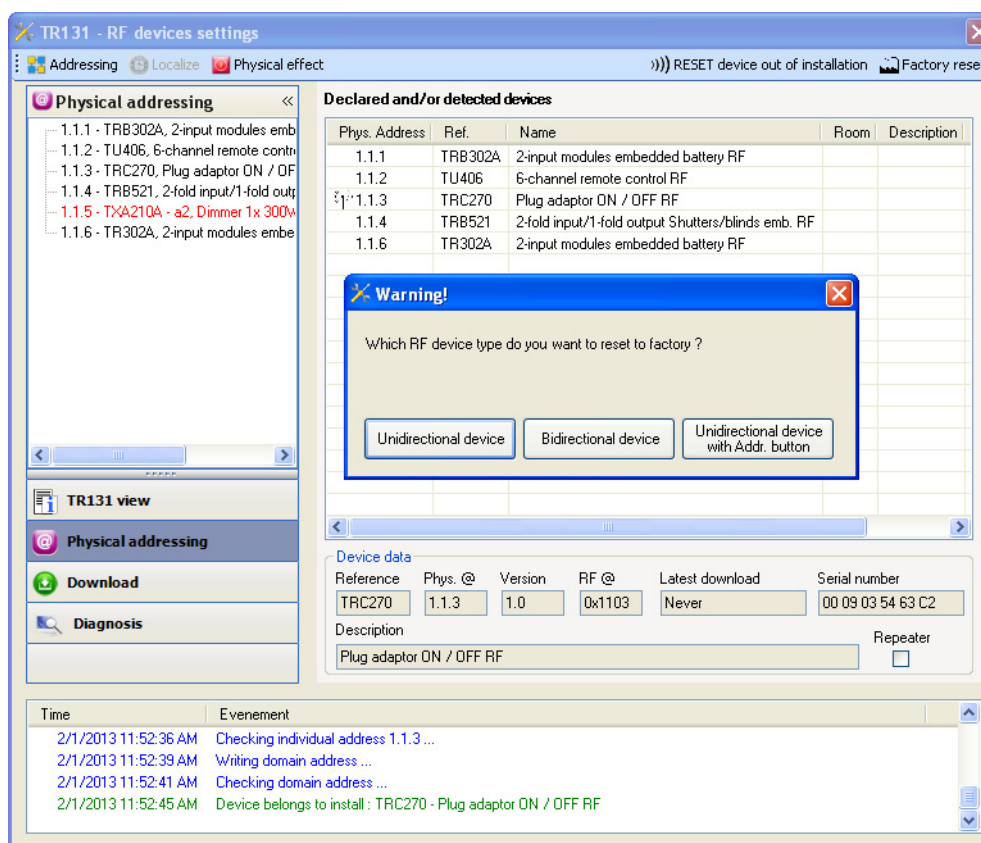 TR131 - RF devices settings
Addressing Localize Physical effect RESET device out of installation Factory rese
Physical addressing
1.1.1 - TRB302A, 2-input modules emb
1.1.2 - TU406, 6-channel remote contr
1.1.3 - TRC270, Plug adaptor ON / OF
1.1.4 - TRB521, 2-fold input/1-fold outp
1.1.5 - TXA210A - a2, Dimmer 1x 300W
1.1.6 - TR302A, 2-input modules embe
TR131 view
Physical addressing
Download
Diagnosis
Declared and/or detected devices
Phys. Address Ref. Name Room Description
1.1.1 TRB302A 2-input modules embedded battery RF
1.1.2 TU406 6-channel remote control RF
1.1.3 TRC270 Plug adaptor ON / OFF RF
1.1.4 TRB521 2-fold input/1-fold output Shutters/blinds emb. RF
1.1.6 TR302A 2-input modules embedded battery RF
Warning!
Which RF device type do you want to reset to factory ?
Unidirectional device
Bidirectional device
Unidirectional device
with Addr. button
Device data
Reference Phys. @ Version RF @ Latest download Serial number
TRC270 1.1.3 1.0 0x1103 Never 00 09 03 54 63 C2
Description
Repeater
Plug adaptor ON / OFF RF
Time Evenement
2/1/2013 11:52:36 AM Checking individual address 1.1.3 ...
2/1/2013 11:52:39 AM Writing domain address ...
2/1/2013 11:52:41 AM Checking domain address ...
2/1/2013 11:52:45 AM Device belongs to install : TRC270 - Plug adaptor ON / OFF RF